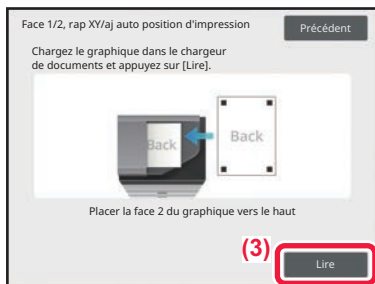 Face 1/2, rap XY/aj auto position d'impression
Précédent
Chargez le graphique dans le chargeur
de documents et appuyez sur [Lire].
Back
Back
Placer la face 2 du graphique vers le haut
(3)
Lire